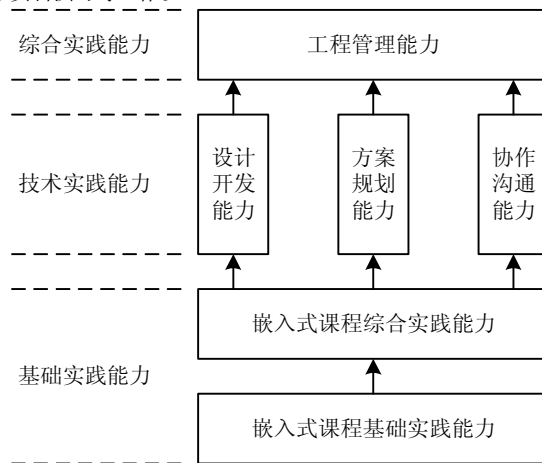 综合实践能力
工程管理能力
技术实践能力
设计
开发
能力
方案
规划
能力
协作
沟通
能力
基础实践能力
嵌入式课程综合实践能力
嵌入式课程基础实践能力